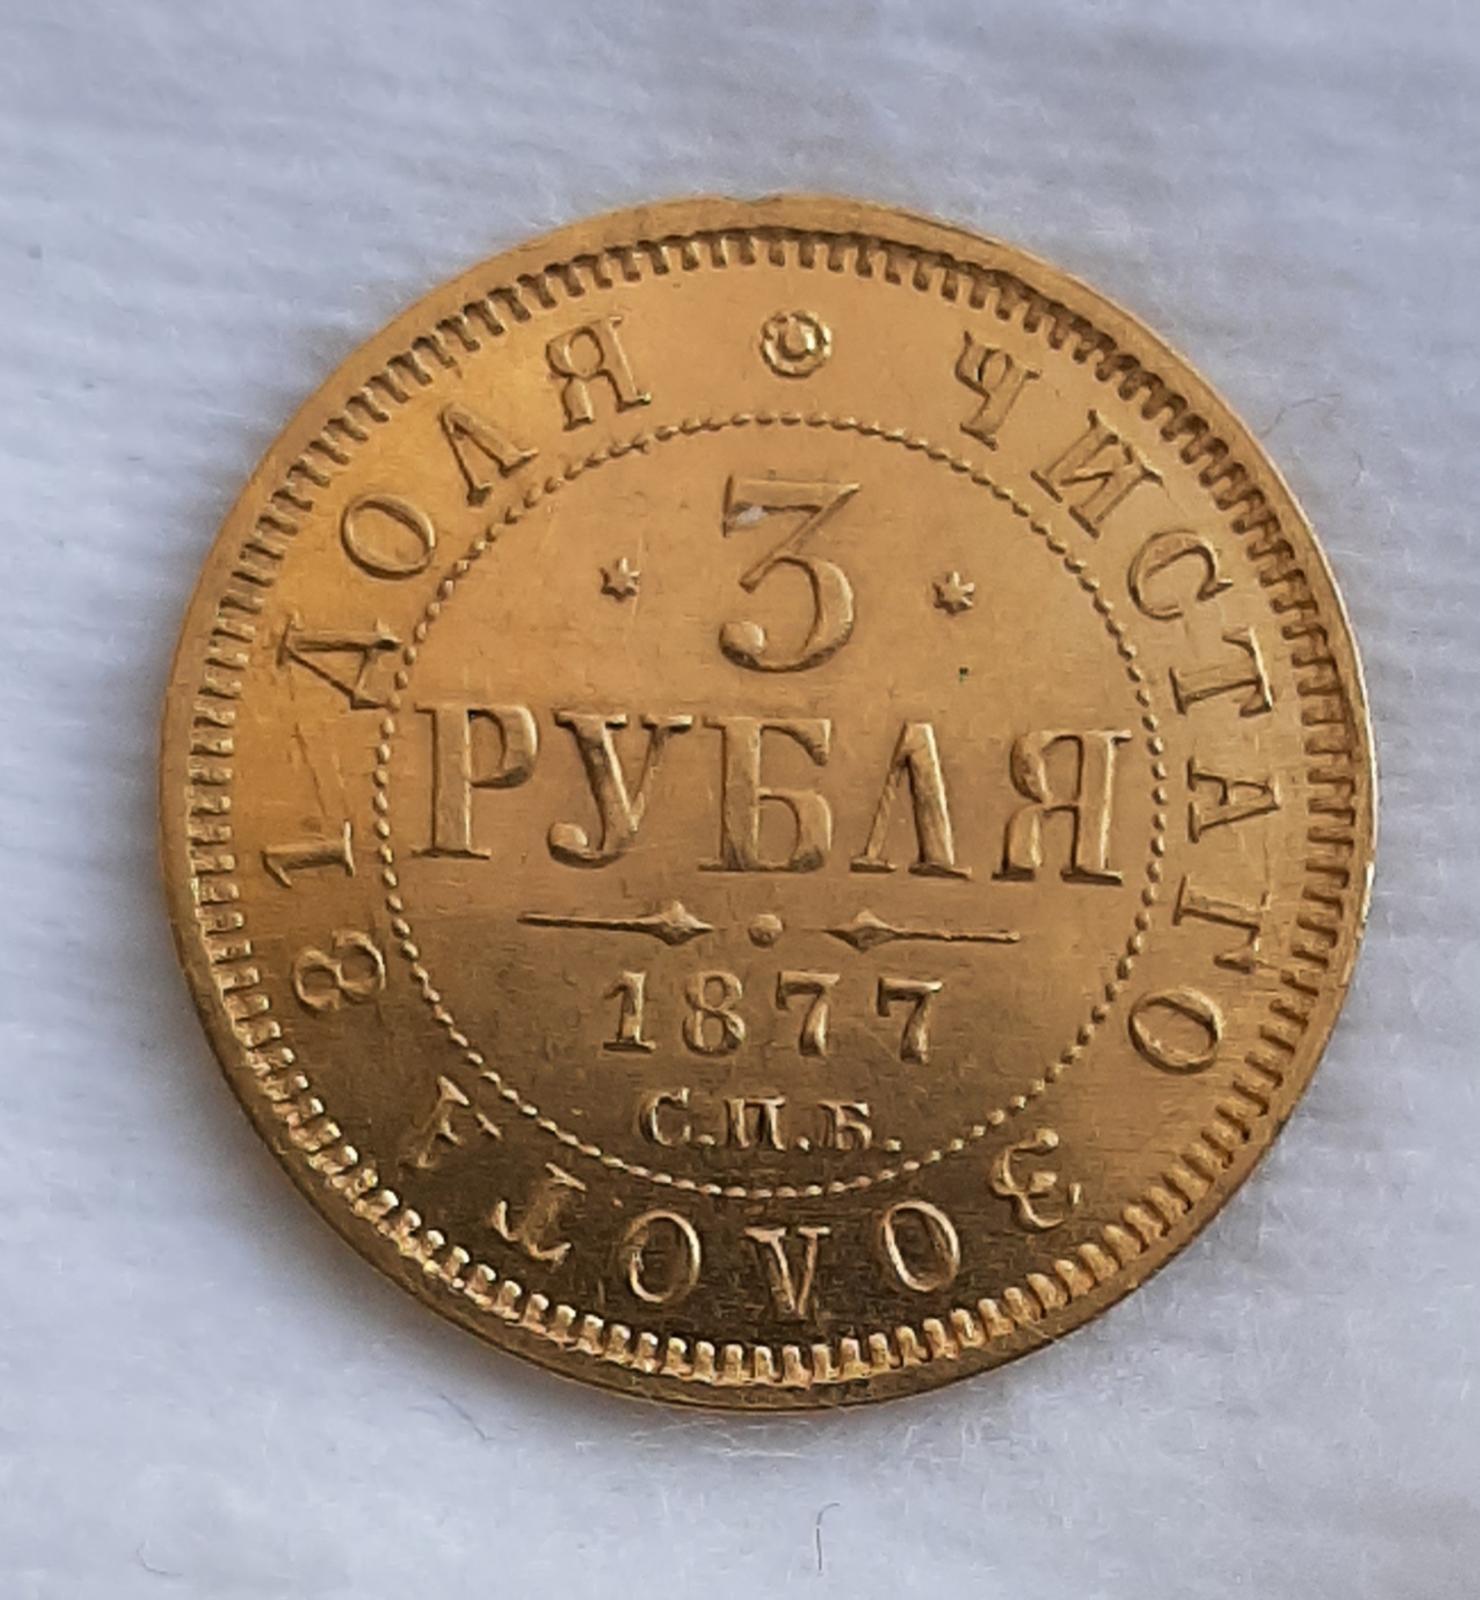 3
РУБЛЯ
1877
С.П.Б.
ЧИСТАГО ЗОЛОТА 81 ДОЛЯ